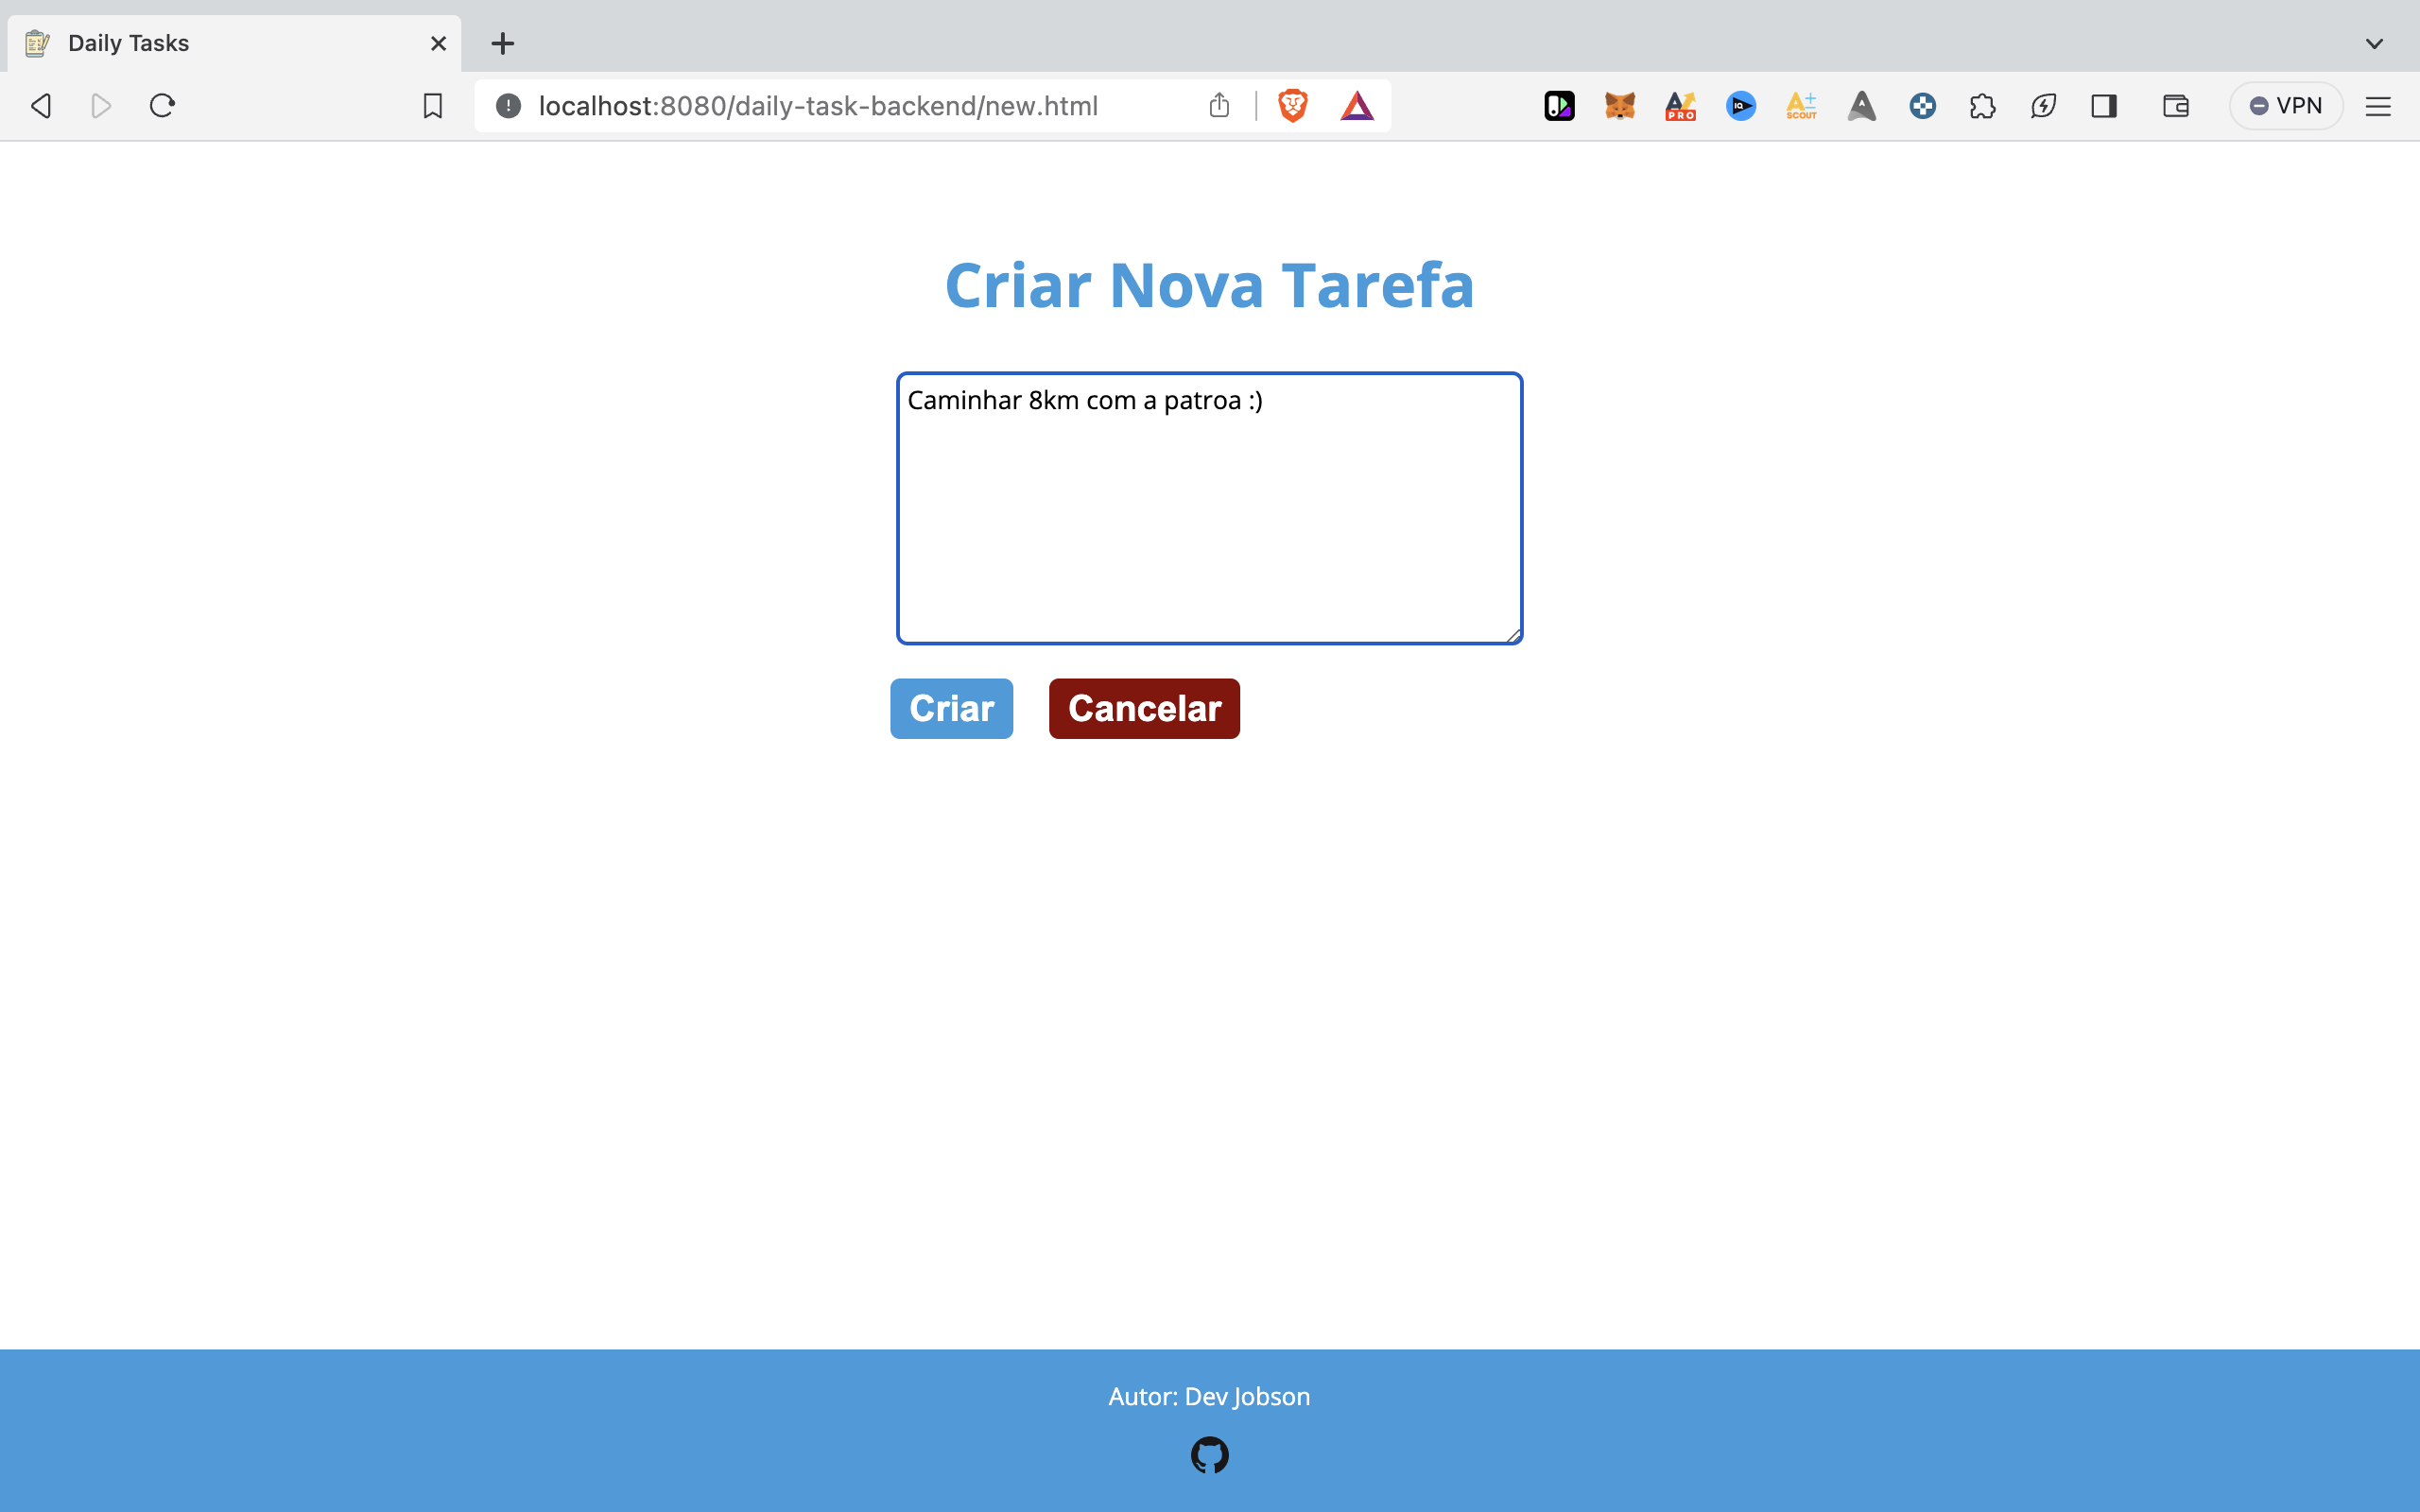 Daily Tasks
localhost:8080/daily-task-backend/new.html
PRO
IQ
A+
SCOUT
VPN
Criar Nova Tarefa
Caminhar 8km com a patroa :)
Criar Cancelar
Autor: Dev Jobson